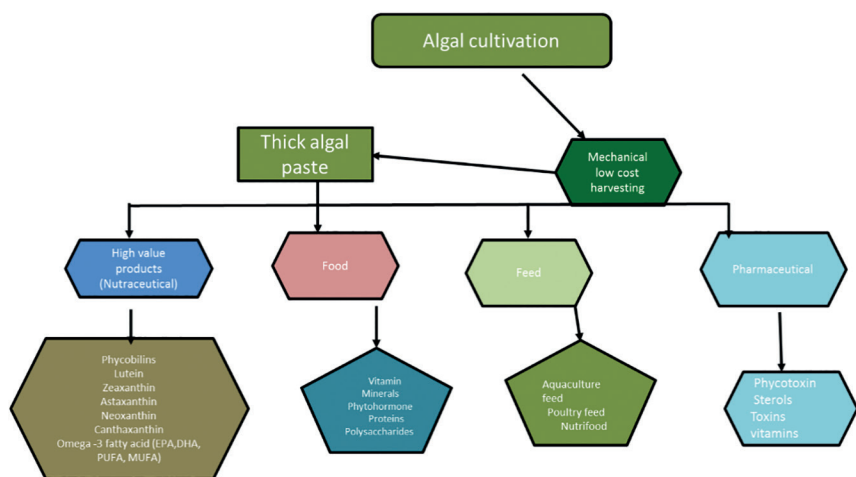 Algal cultivation
Thick algal
paste
Mechanical
low cost
harvesting
High value
products
(Nutraceutical)
Food
Feed
Pharmaceutical
Phycobilins
Lutein
Zeaxanthin
Astaxanthin
Neoxanthin
Canthaxanthin
Omega -3 fatty acid (EPA,DHA,
PUFA, MUFA)
Vitamin
Minerals
Phytohormone
Proteins
Polysaccharides
Aquaculture
feed
Poultry feed
Nutrifood
Phycotoxin
Sterols
Toxins
vitamins